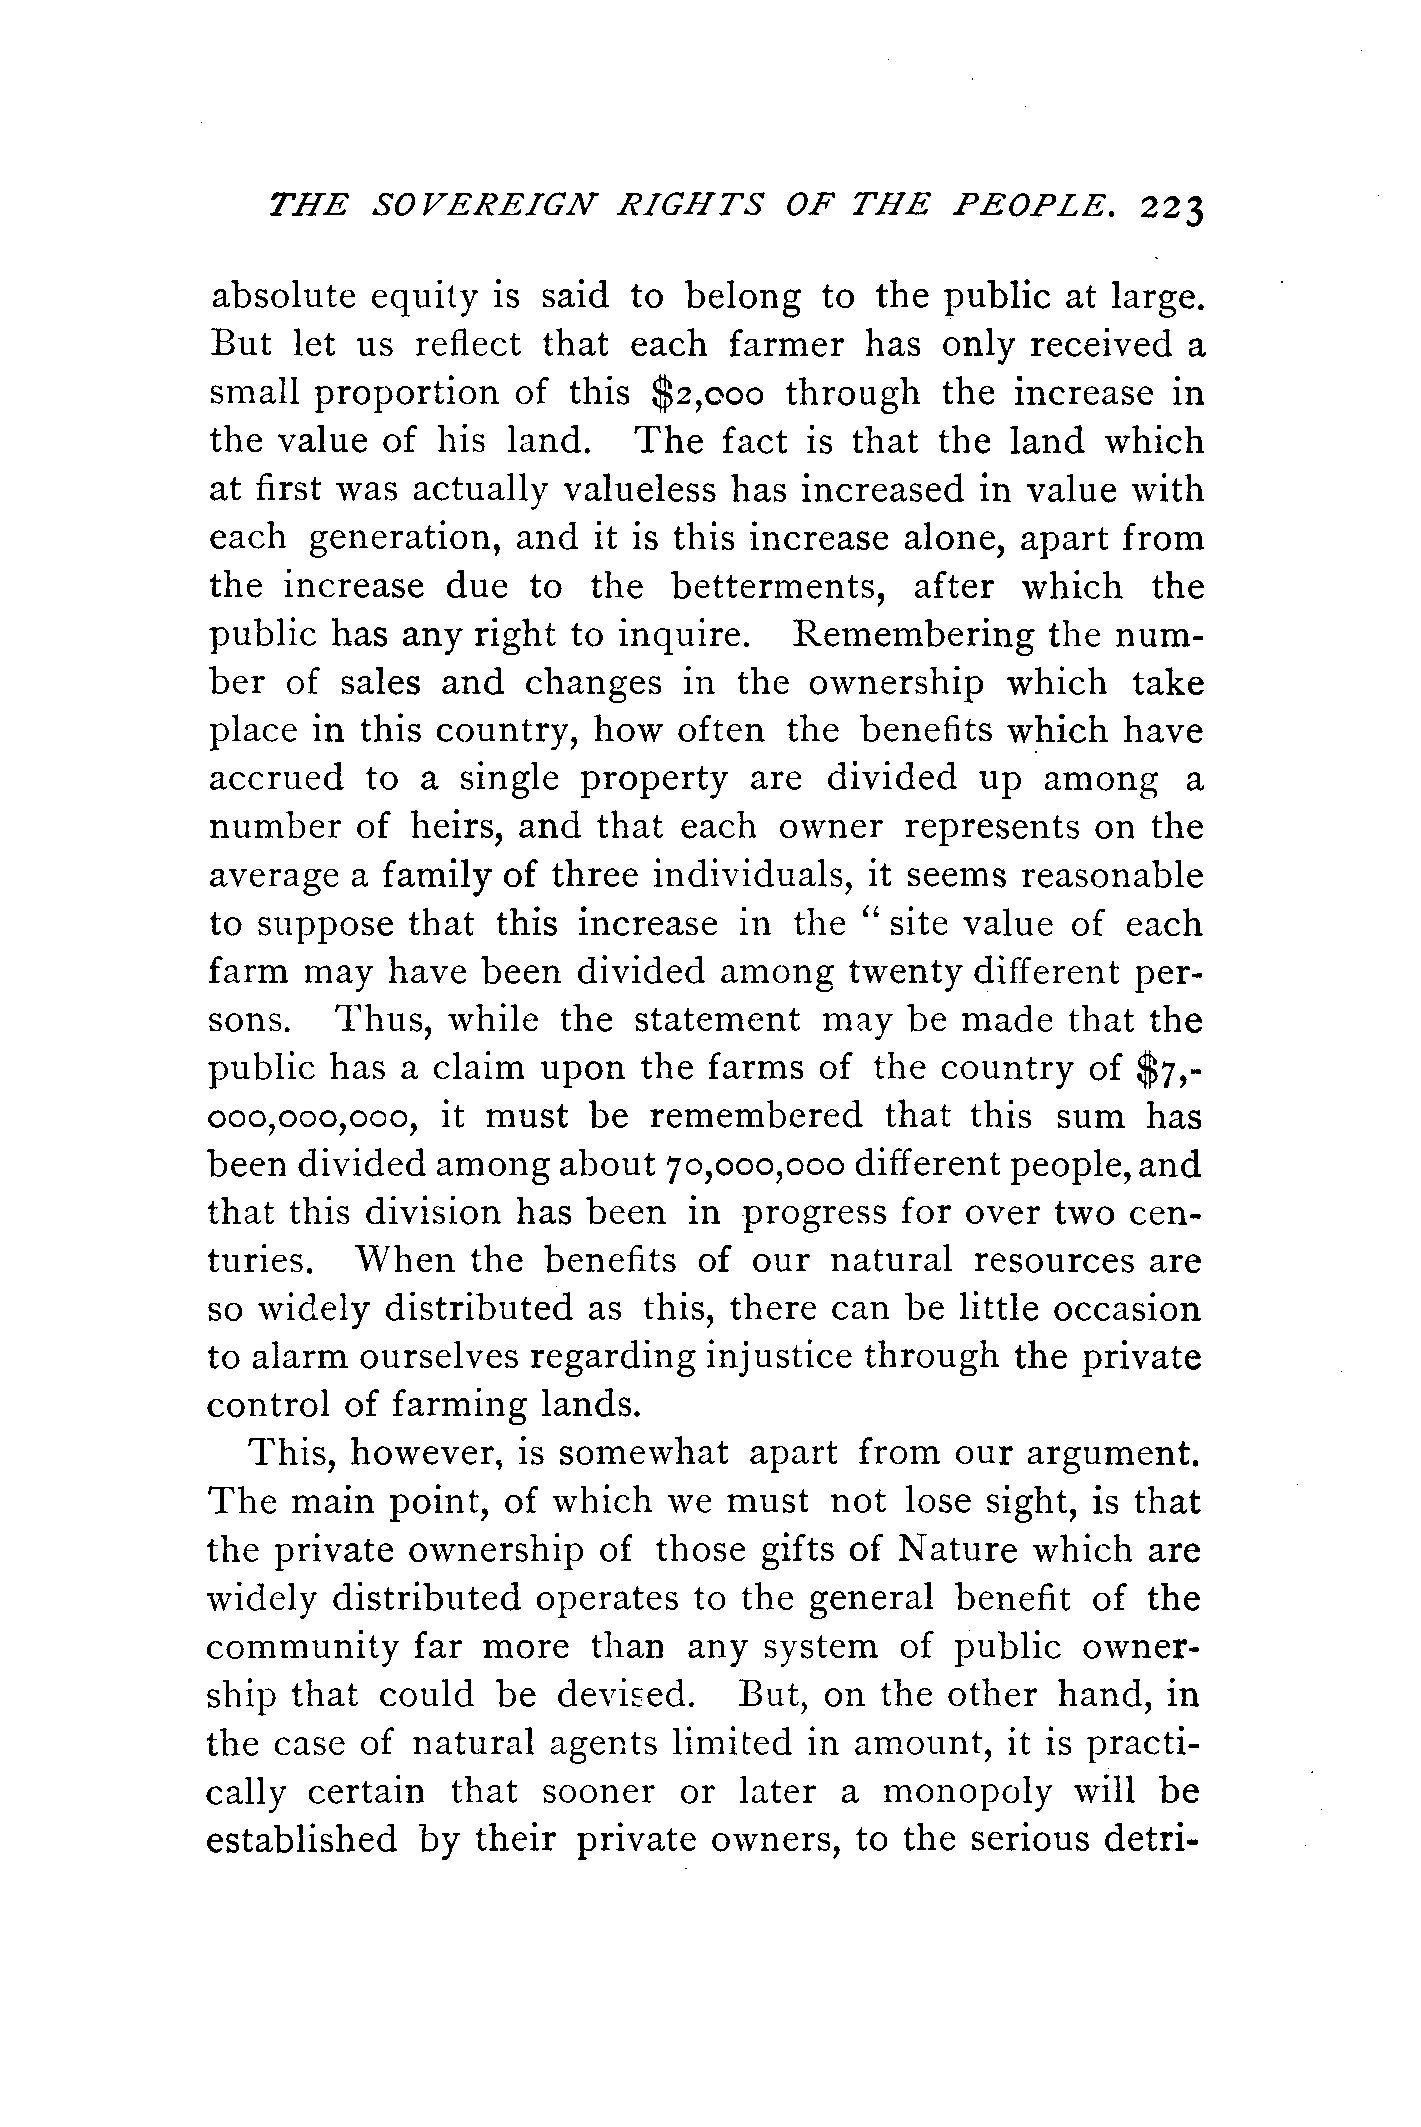 THE SOVEREIGN RIGHTS OF THE PEOPLE. 223
absolute equity is said to belong to the public at large.
But let us reflect that each farmer has only received a
small proportion of this $2,000 through the increase in
the value of his land. The fact is that the land which
at first was actually valueless has increased in value with
each generation, and it is this increase alone, apart from
the increase due to the betterments, after which the
public has any right to inquire. Remembering the num-
ber of sales and changes in the ownership which take
place in this country, how often the benefits which have
accrued to a single property are divided up among a
number of heirs, and that each owner represents on the
average a family of three individuals, it seems reasonable
to suppose that this increase in the “ site value of each
farm may have been divided among twenty different per-
sons. Thus, while the statement may be made that the
public has a claim upon the farms of the country of $7,-
000,000,000, it must be remembered that this sum has
been divided among about 70,000,000 different people, and
that this division has been in progress for over two cen-
turies. When the benefits of our natural resources are
so widely distributed as this, there can be little occasion
to alarm ourselves regarding injustice through the private
control of farming lands.
This, however, is somewhat apart from our argument.
The main point, of which we must not lose sight, is that
the private ownership of those gifts of Nature which are
widely distributed operates to the general benefit of the
community far more than any system of public owner-
ship that could be devised. But, on the other hand, in
the case of natural agents limited in amount, it is practi-
cally certain that sooner or later a monopoly will be
established by their private owners, to the serious detri-